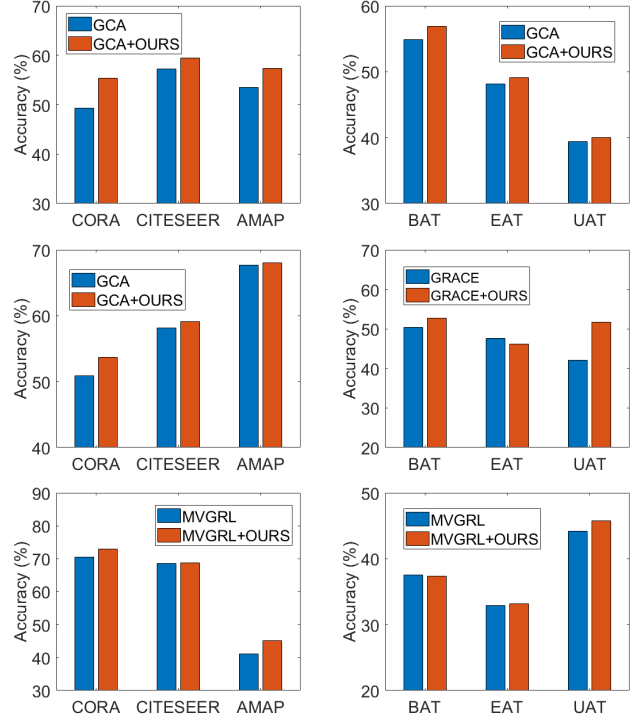 70
60
50
40
30
Accuracy (%)
GCA
GCA+OURS
CORA CITESEER AMAP
60
50
40
30
Accuracy (%)
GCA
GCA+OURS
BAT EAT UAT
70
60
50
40
Accuracy (%)
GCA
GCA+OURS
CORA CITESEER AMAP
70
60
50
40
30
20
Accuracy (%)
GRACE
GRACE+OURS
BAT EAT UAT
90
80
70
60
50
40
30
Accuracy (%)
MVGRL
MVGRL+OURS
CORA CITESEER AMAP
50
40
30
20
Accuracy (%)
MVGRL
MVGRL+OURS
BAT EAT UAT